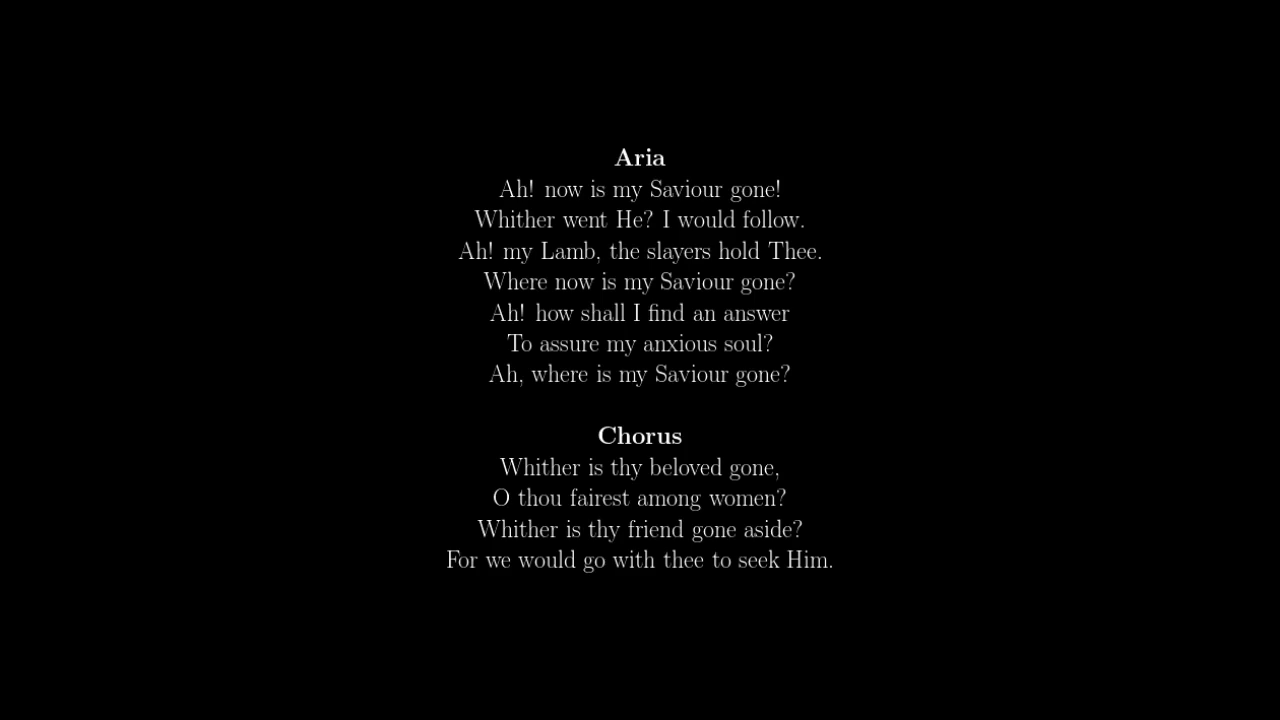 Aria
Ah! now is my Saviour gone!
Whither went He? I would follow.
Ah! my Lamb, the slayers hold Thee.
Where now is my Saviour gone?
Ah! how shall I find an answer
To assure my anxious soul?
Ah, where is my Saviour gone?
Chorus
Whither is thy beloved gone,
O thou fairest among women?
Whither is thy friend gone aside?
For we would go with thee to seek Him.